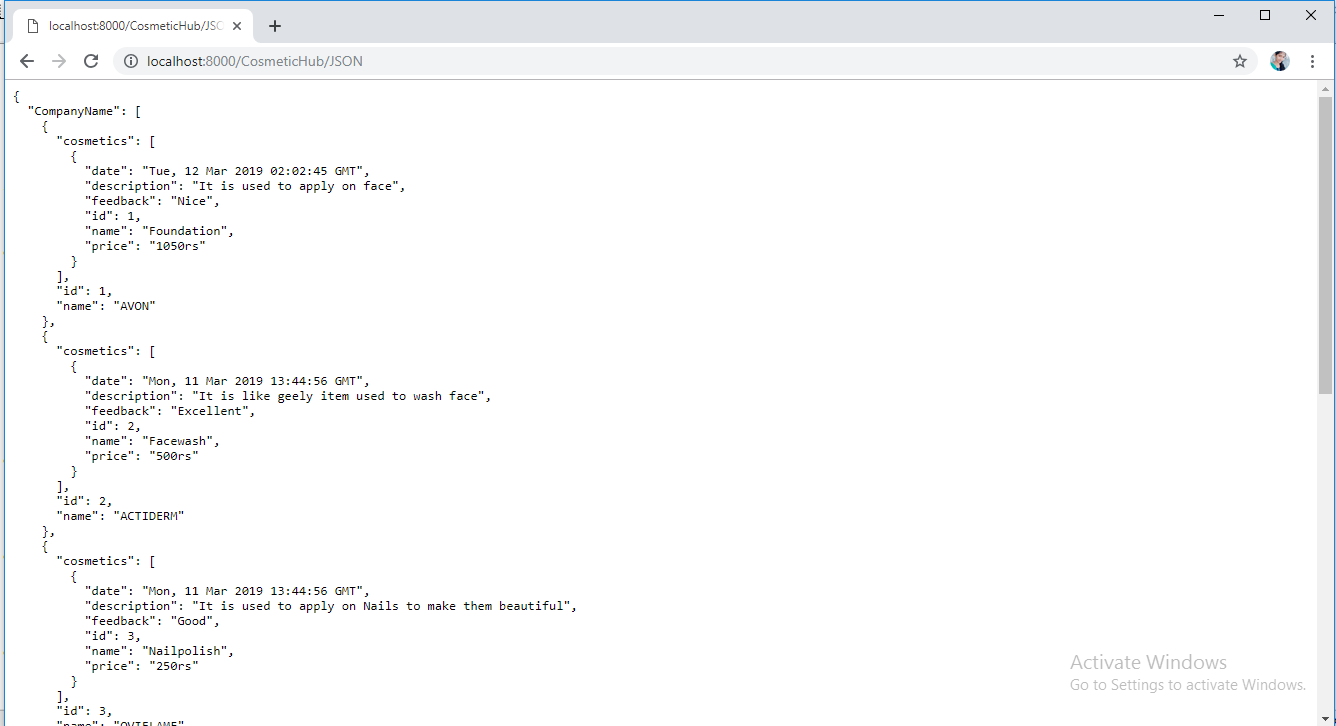 localhost:8000/CosmeticHub/JSO
localhost:8000/CosmeticHub/JSON
{
"CompanyName": [
{
"cosmetics": [
{
"date": "Tue, 12 Mar 2019 02:02:45 GMT",
"description": "It is used to apply on face",
"feedback": "Nice",
"id": 1,
"name": "Foundation",
"price": "1050rs"
}
],
"id": 1,
"name": "AVON"
},
{
"cosmetics": [
{
"date": "Mon, 11 Mar 2019 13:44:56 GMT",
"description": "It is like geely item used to wash face",
"feedback": "Excellent",
"id": 2,
"name": "Facewash",
"price": "500rs"
}
],
"id": 2,
"name": "ACTIDERM"
},
{
"cosmetics": [
{
"date": "Mon, 11 Mar 2019 13:44:56 GMT",
"description": "It is used to apply on Nails to make them beautiful",
"feedback": "Good",
"id": 3,
"name": "Nailpolish",
"price": "250rs"
}
],
"id": 3,
"name":
Activate Windows
Go to Settings to activate Windows.